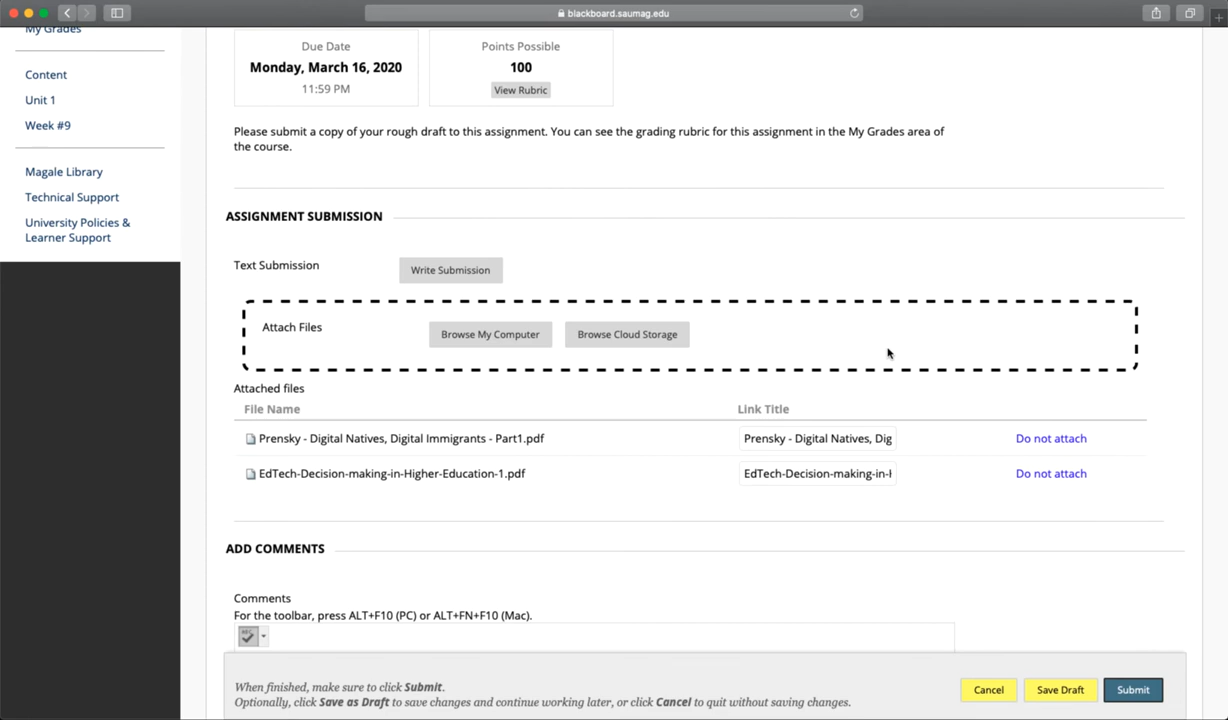 blackboard.saumag.edu
My Grades
Content
Unit 1
Week #9
Magale Library
Technical Support
University Policies &
Learner Support
Due Date
Monday, March 16, 2020
11:59 PM
Points Possible
100
View Rubric
Please submit a copy of your rough draft to this assignment. You can see the grading rubric for this assignment in the My Grades area of
the course.
ASSIGNMENT SUBMISSION
Text Submission
Write Submission
Attach Files
Browse My Computer
Browse Cloud Storage
Attached files
File Name
Link Title
Prensky - Digital Natives, Digital Immigrants - Part1.pdf
Prensky - Digital Natives, Dig
Do not attach
EdTech-Decision-making-in-Higher-Education-1.pdf
EdTech-Decision-making-in-H
Do not attach
ADD COMMENTS
Comments
For the toolbar, press ALT+F10 (PC) or ALT+FN+F10 (Mac).
When finished, make sure to click Submit.
Optionally, click Save as Draft to save changes and continue working later, or click Cancel to quit without saving changes.
Cancel
Save Draft
Submit